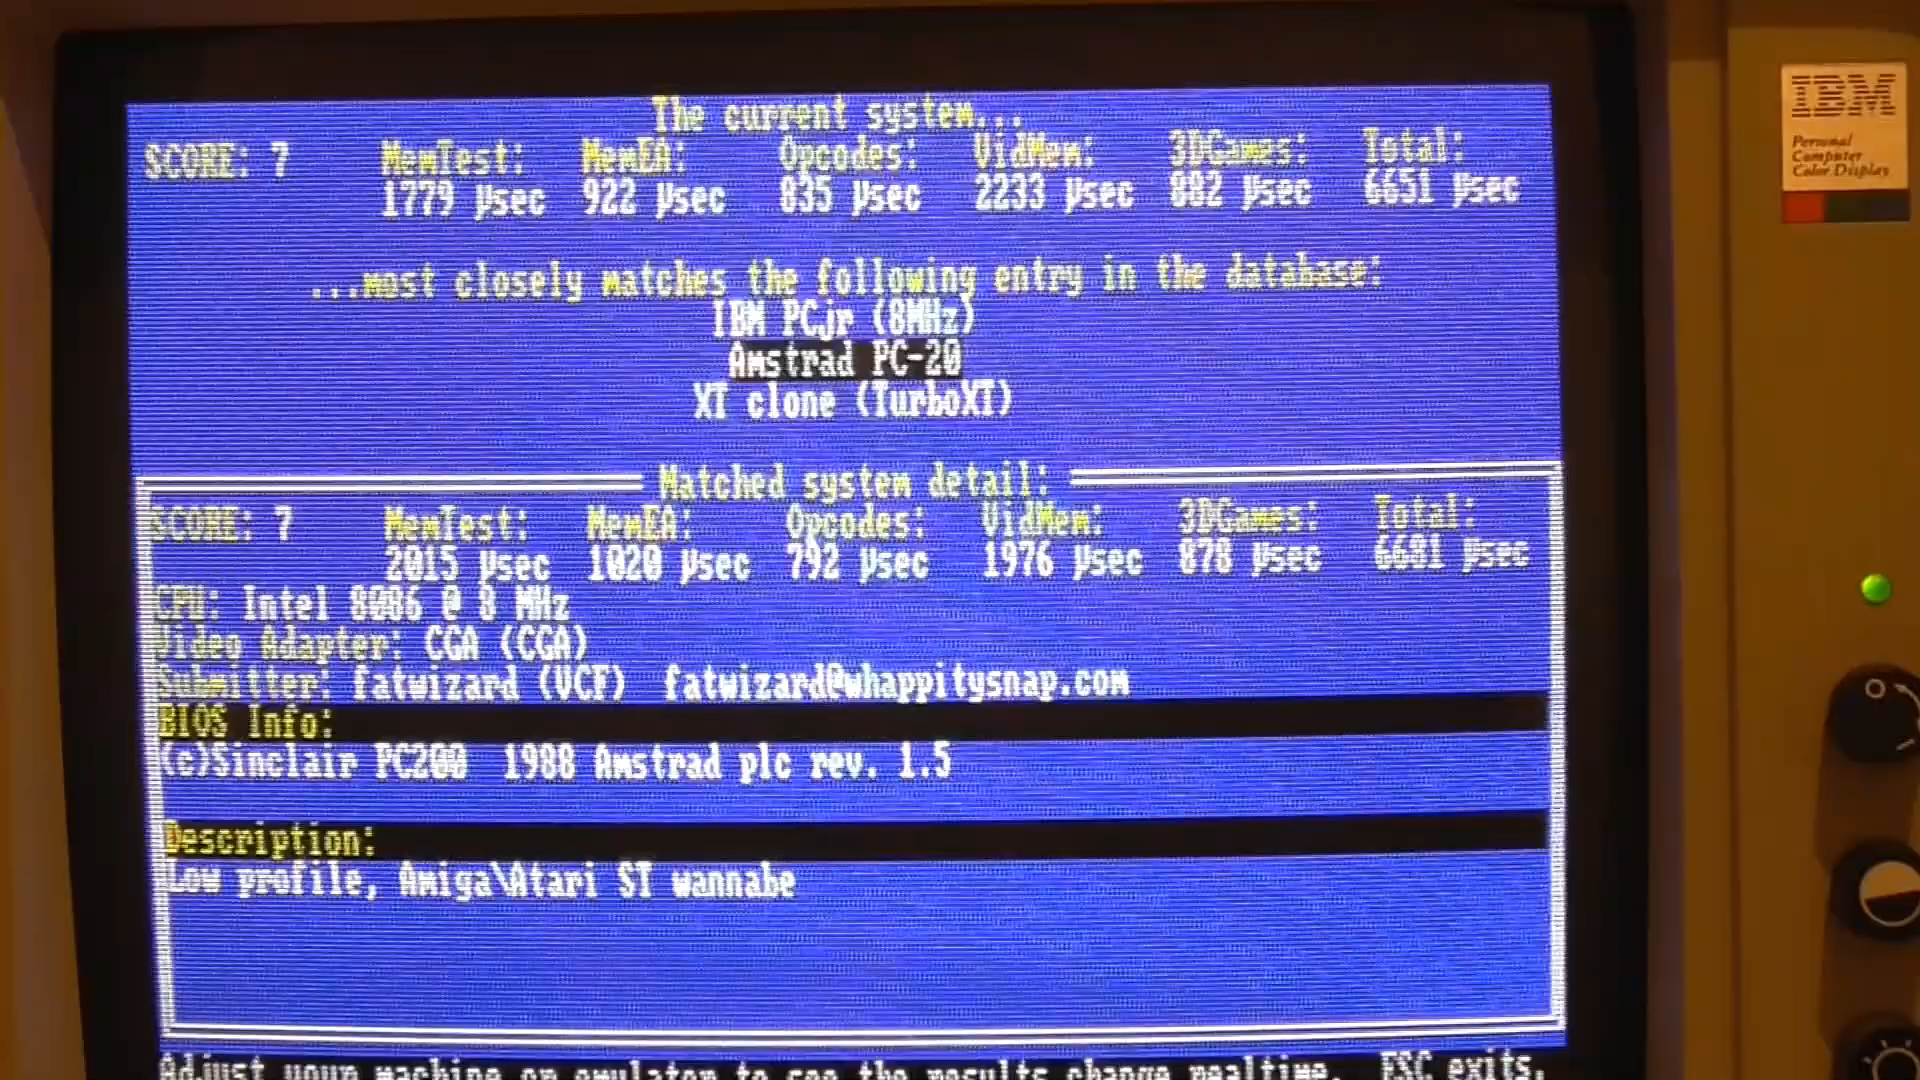 The current system...
SCORE: 7 MemTest: MemEA: Opcodes: VidMem: 3DGames: Total:
1779 µsec 922 µsec 835 µsec 2233 µsec 882 µsec 6651 µsec
...most closely matches the following entry in the database:
IBM PCjr (8MHz)
Amstrad PC-20
XT clone (TurboXT)
Matched system detail:
SCORE: 7 MemTest: MemEA: Opcodes: VidMem: 3DGames: Total:
2015 µsec 1020 µsec 792 µsec 1976 µsec 878 µsec 6681 µsec
CPU: Intel 8086 @ 8 MHz
Video Adapter: CGA (CGA)
Submitter: fatwizard (VCF) fatwizard@whappitysnap.com
BIOS Info:
(c)Sinclair PC200 1988 Amstrad plc rev. 1.5
Description:
Low profile, Amiga\Atari ST wannabe
Adjust your machine or emulator to see the results change realtime. ESC exits.
IBM
Personal
Computer
Color Display